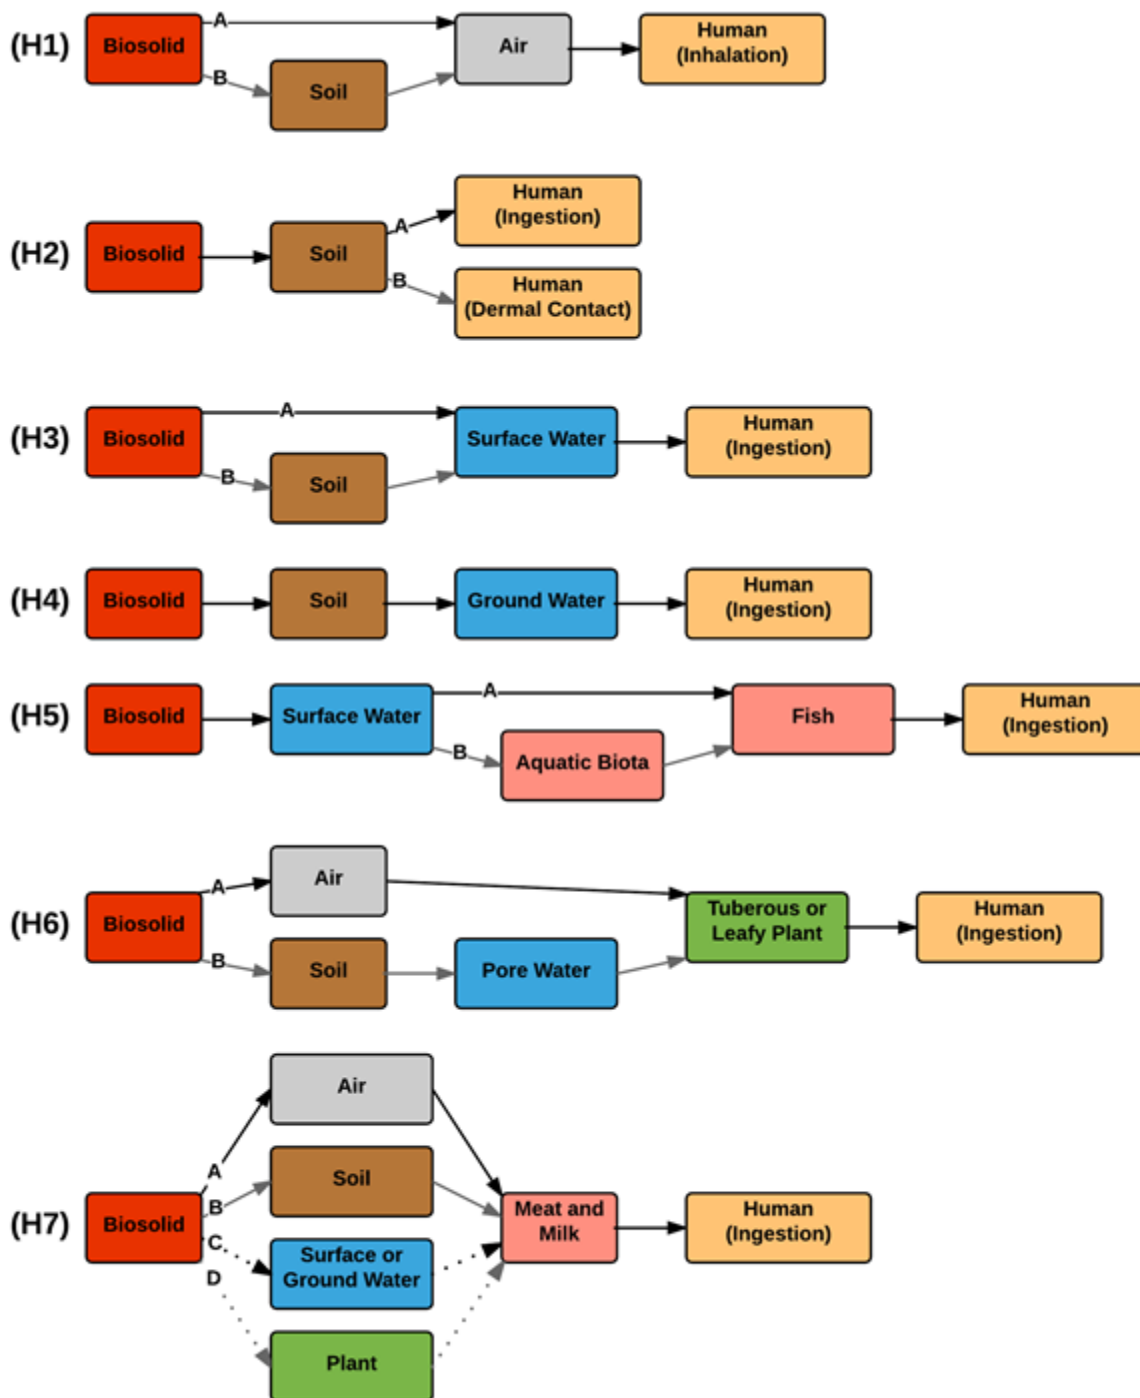 (H1)
Biosolid
A
B
Soil
Air
Human
(Inhalation)
(H2)
Biosolid
Soil
A
B
Human
(Ingestion)
Human
(Dermal Contact)
(H3)
Biosolid
A
B
Soil
Surface Water
Human
(Ingestion)
(H4)
Biosolid
Soil
Ground Water
Human
(Ingestion)
(H5)
Biosolid
Surface Water
A
B
Aquatic Biota
Fish
Human
(Ingestion)
(H6)
Biosolid
A
B
Air
Soil
Pore Water
Tuberous or
Leafy Plant
Human
(Ingestion)
(H7)
Biosolid
A
B
C
D
Air
Soil
Surface or
Ground Water
Plant
Meat and
Milk
Human
(Ingestion)